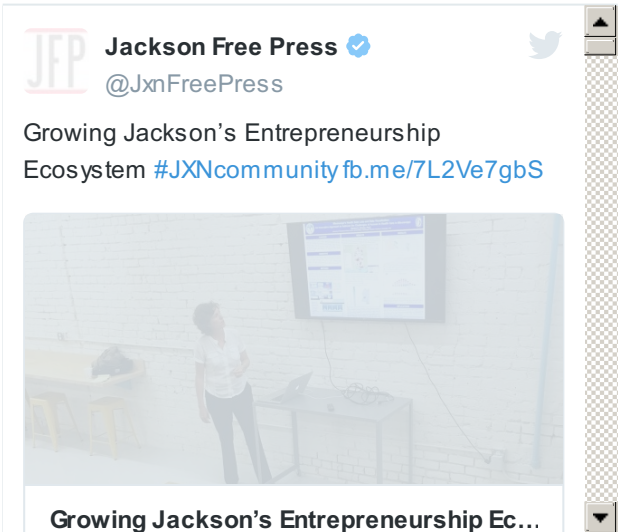 JFP
Jackson Free Press
@JxnFreePress
Growing Jackson’s Entrepreneurship
Ecosystem #JXNcommunity fb.me/7L2Ve7gbS
Growing Jackson’s Entrepreneurship Ec…